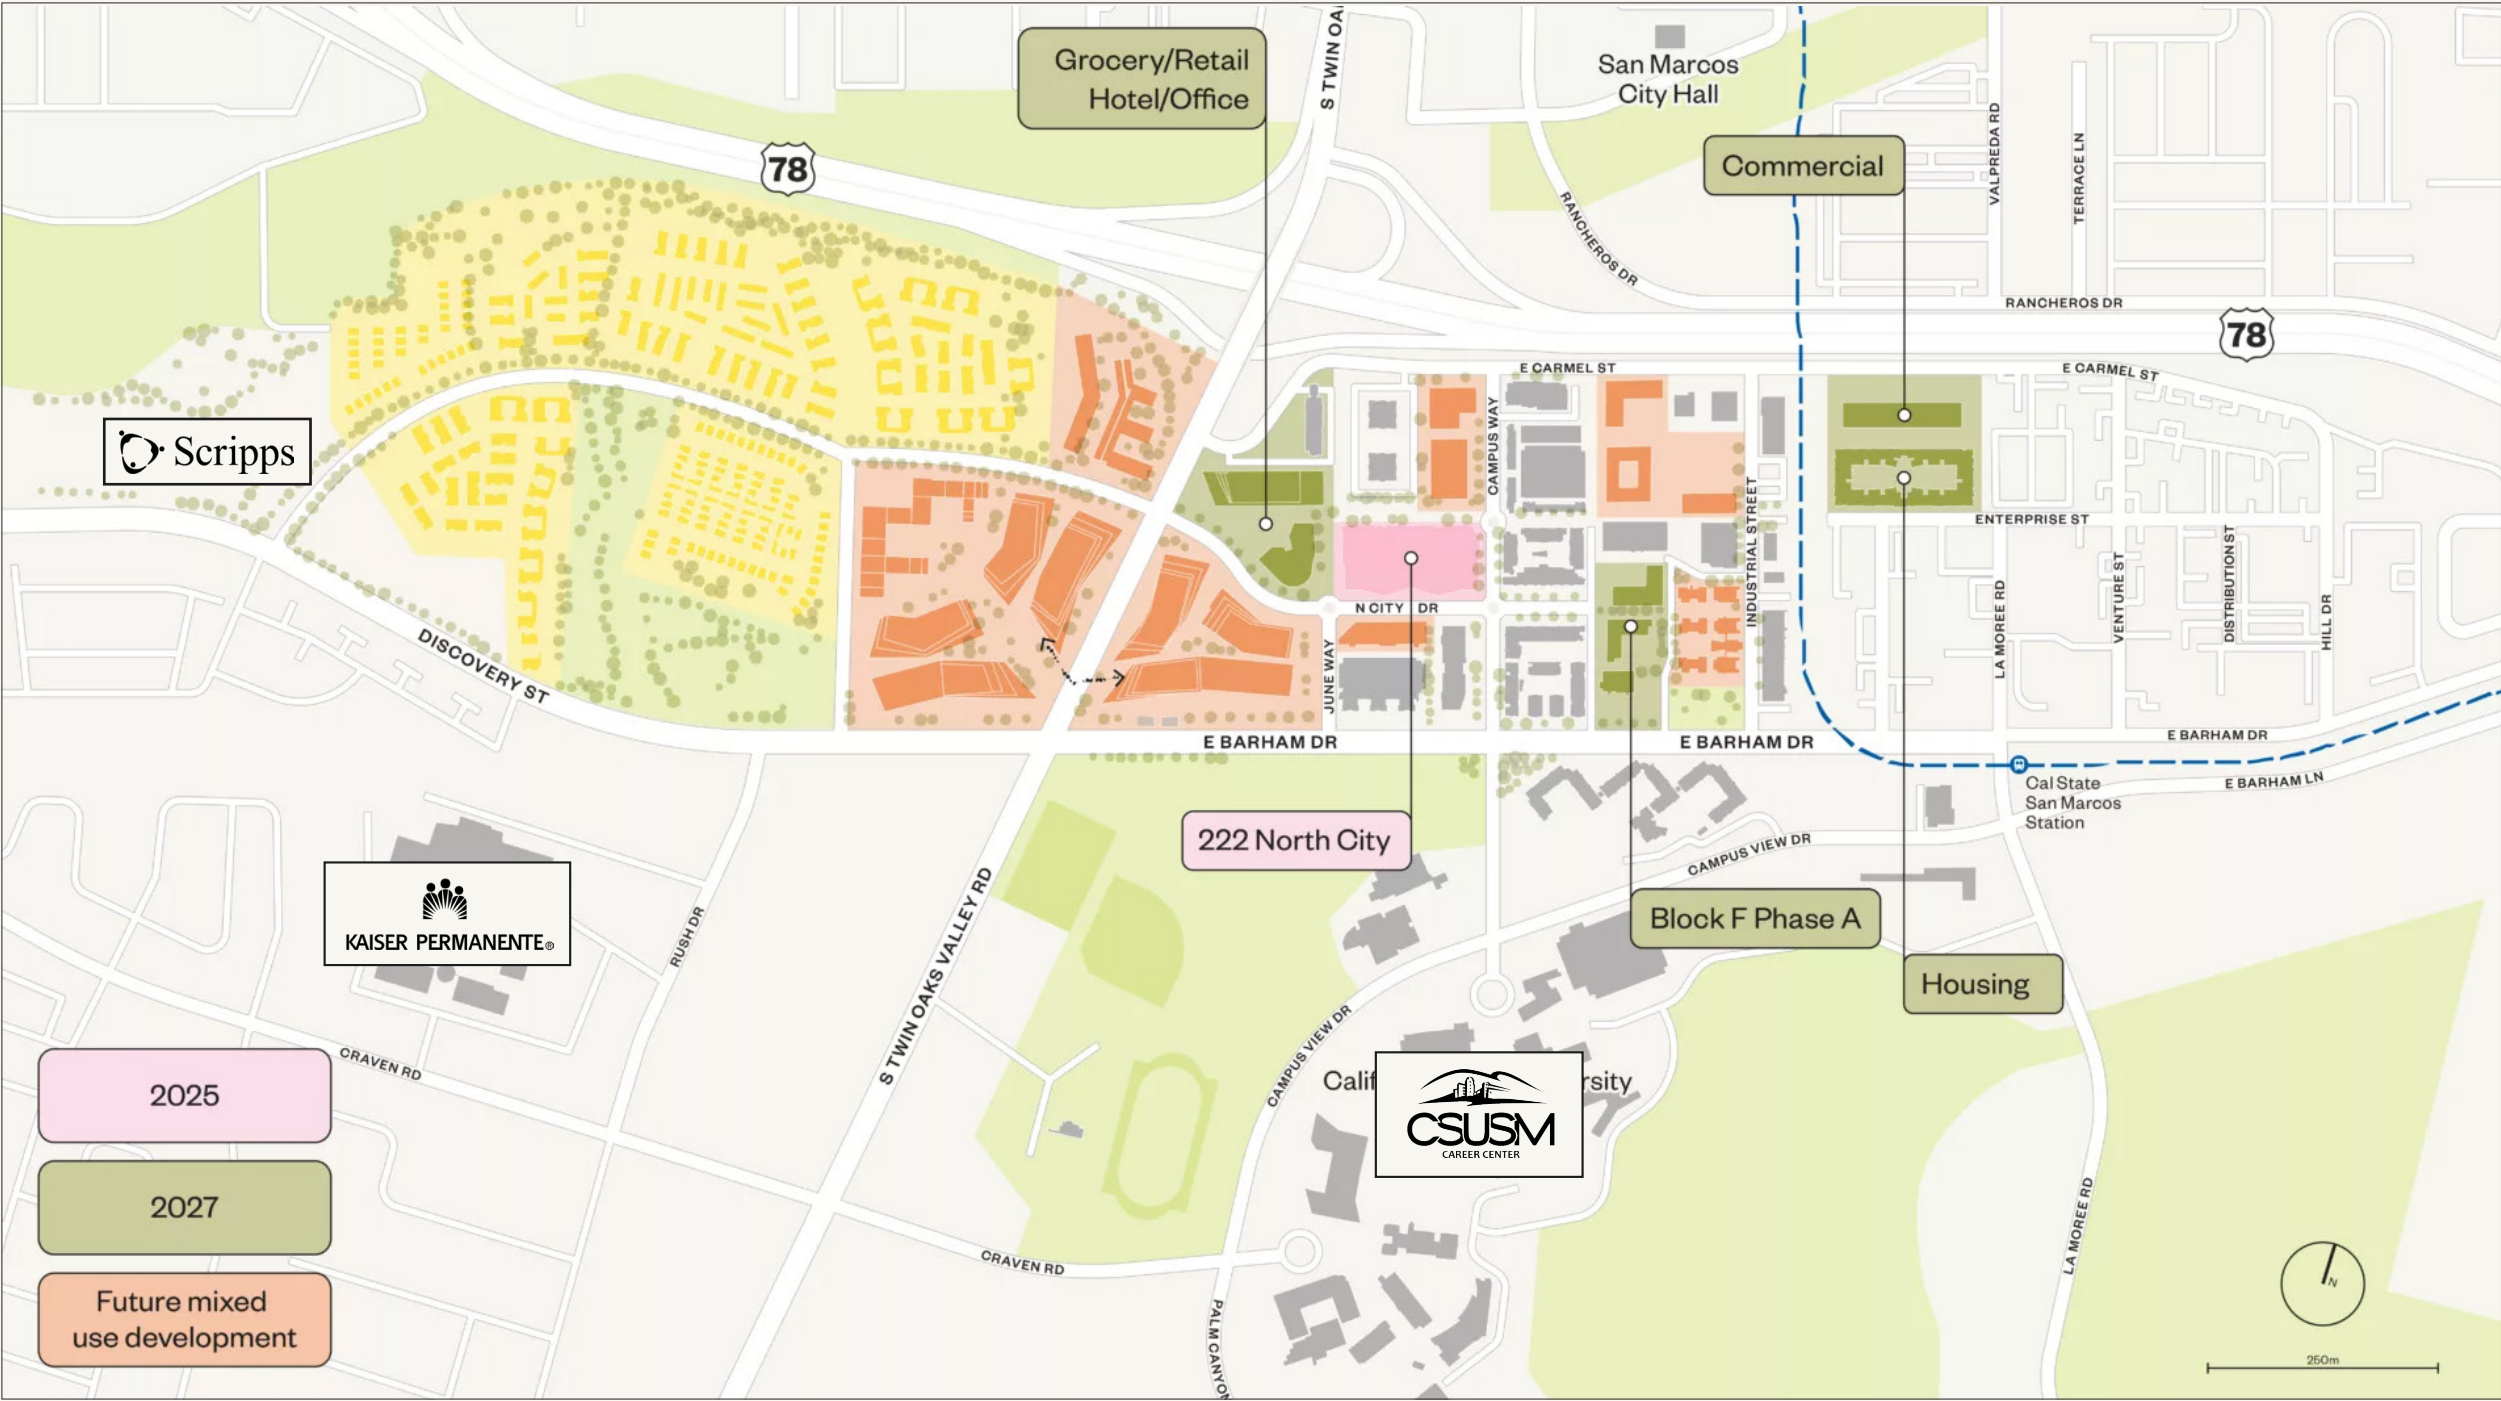 S TWIN OA
Grocery/Retail
Hotel/Office
San Marcos
City Hall
78
Commercial
VALPREDA RD
TERRACE LN
RANCHEROS DR
RANCHEROS DR
78
E CARMEL ST
E CARMEL ST
Scripps
CAMPUS WAY
INDUSTRIAL STREET
ENTERPRISE ST
N CITY DR
JUNE WAY
LA MOREE RD
VENTURE ST
DISTRIBUTION ST
HILL DR
DISCOVERY ST
E BARHAM DR
E BARHAM DR
E BARHAM DR
E BARHAM LN
Cal State
San Marcos
Station
222 North City
CAMPUS VIEW DR
Block F Phase A
Housing
KAISER PERMANENTE®
RUSH DR
S TWIN OAKS VALLEY RD
CAMPUS VIEW DR
CRAVEN RD
Calif
rsity
CSUSM
CAREER CENTER
2025
2027
Future mixed
use development
CRAVEN RD
PALM CANYON
LA MOREE RD
N
250m